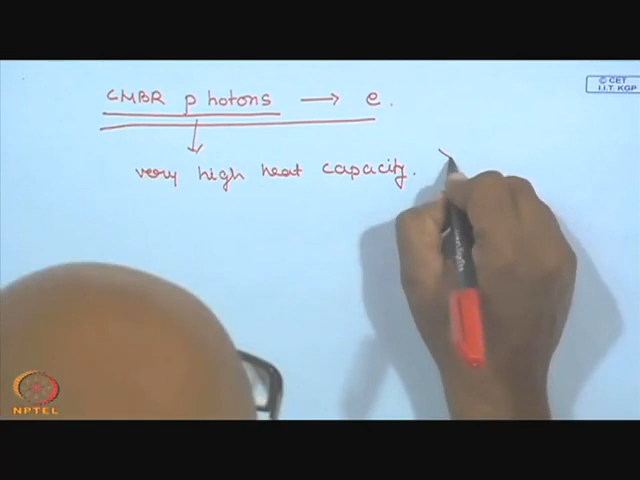 CMBR photons → e.
very high heat capacity.
© CET
I.I.T. KGP
NPTEL